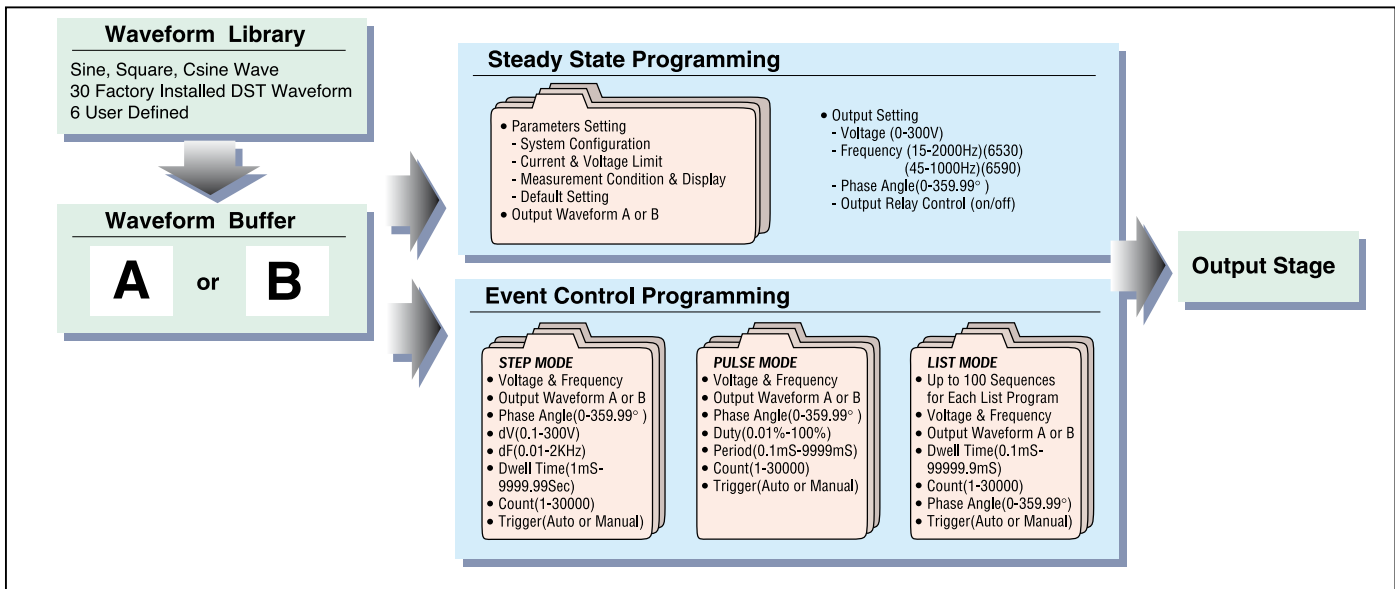 Waveform Library
Sine, Square, Csine Wave
30 Factory Installed DST Waveform
6 User Defined
Waveform Buffer
A or B
Steady State Programming
• Parameters Setting
- System Configuration
- Current & Voltage Limit
- Measurement Condition & Display
- Default Setting
• Output Waveform A or B
• Output Setting
- Voltage (0-300V)
- Frequency (15-2000Hz)(6530)
(45-1000Hz)(6590)
- Phase Angle(0-359.99° )
- Output Relay Control (on/off)
Event Control Programming
STEP MODE
• Voltage & Frequency
• Output Waveform A or B
• Phase Angle(0-359.99° )
• dV(0.1-300V)
• dF(0.01-2KHz)
• Dwell Time(1mS-
9999.99Sec)
• Count(1-30000)
• Trigger(Auto or Manual)
PULSE MODE
• Voltage & Frequency
• Output Waveform A or B
• Phase Angle(0-359.99° )
• Duty(0.01%-100%)
• Period(0.1mS-9999mS)
• Count(1-30000)
• Trigger(Auto or Manual)
LIST MODE
• Up to 100 Sequences
for Each List Program
• Voltage & Frequency
• Output Waveform A or B
• Dwell Time(0.1mS-
99999.9mS)
• Count(1-30000)
• Phase Angle(0-359.99°)
• Trigger(Auto or Manual)
Output Stage